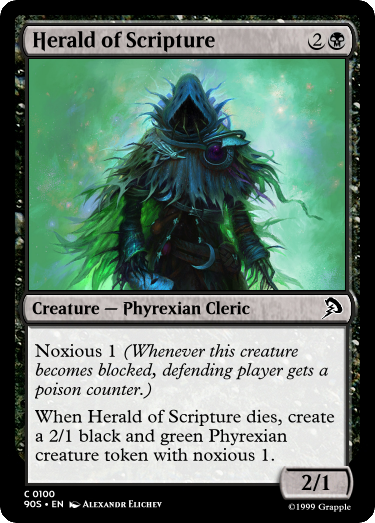 Herald of Scripture 2
Creature — Phyrexian Cleric
Noxious 1 (Whenever this creature
becomes blocked, defending player gets a
poison counter.)
When Herald of Scripture dies, create
a 2/1 black and green Phyrexian
creature token with noxious 1.
2/1
C 0100
90S • EN Alexandr Elichev
©1999 Grapple